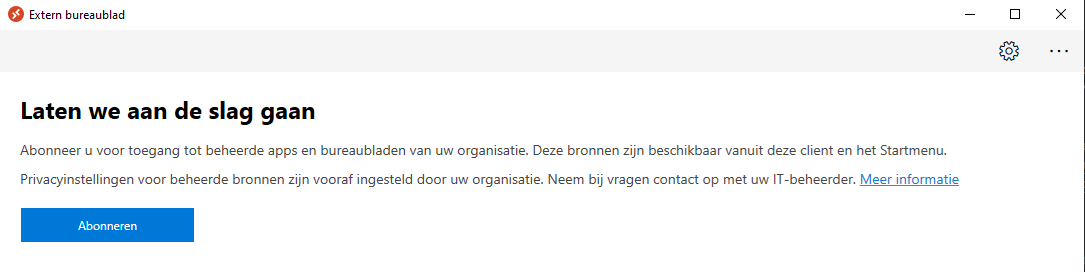 Extern bureaublad
Laten we aan de slag gaan
Abonneer u voor toegang tot beheerde apps en bureaubladen van uw organisatie. Deze bronnen zijn beschikbaar vanuit deze client en het Startmenu.
Privacyinstellingen voor beheerde bronnen zijn vooraf ingesteld door uw organisatie. Neem bij vragen contact op met uw IT-beheerder. Meer informatie
Abonneren